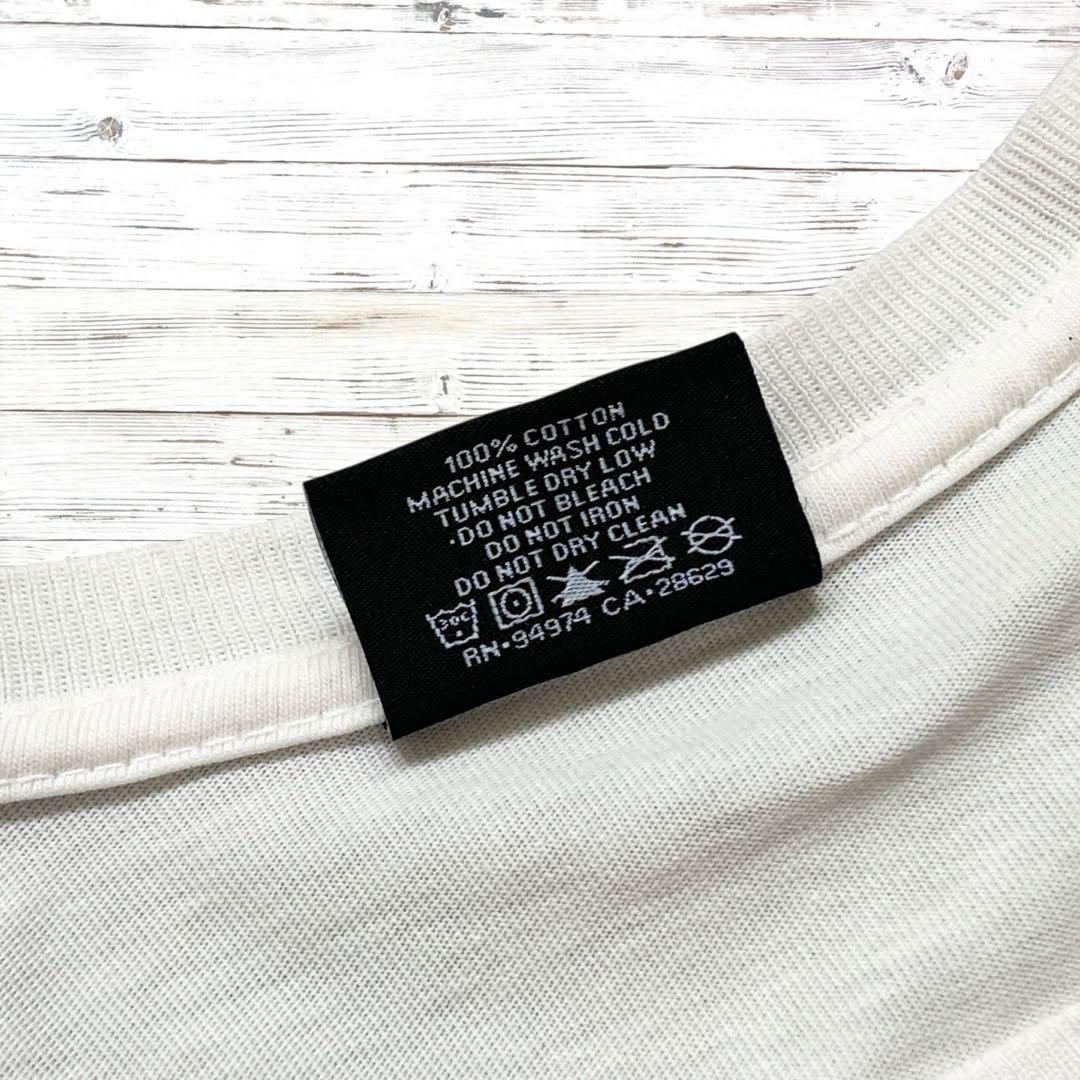 100% COTTON
MACHINE WASH COLD
TUMBLE DRY LOW
.DO NOT BLEACH
DO NOT IRON
DO NOT DRY CLEAN
30C
RN·94974 CA·28629